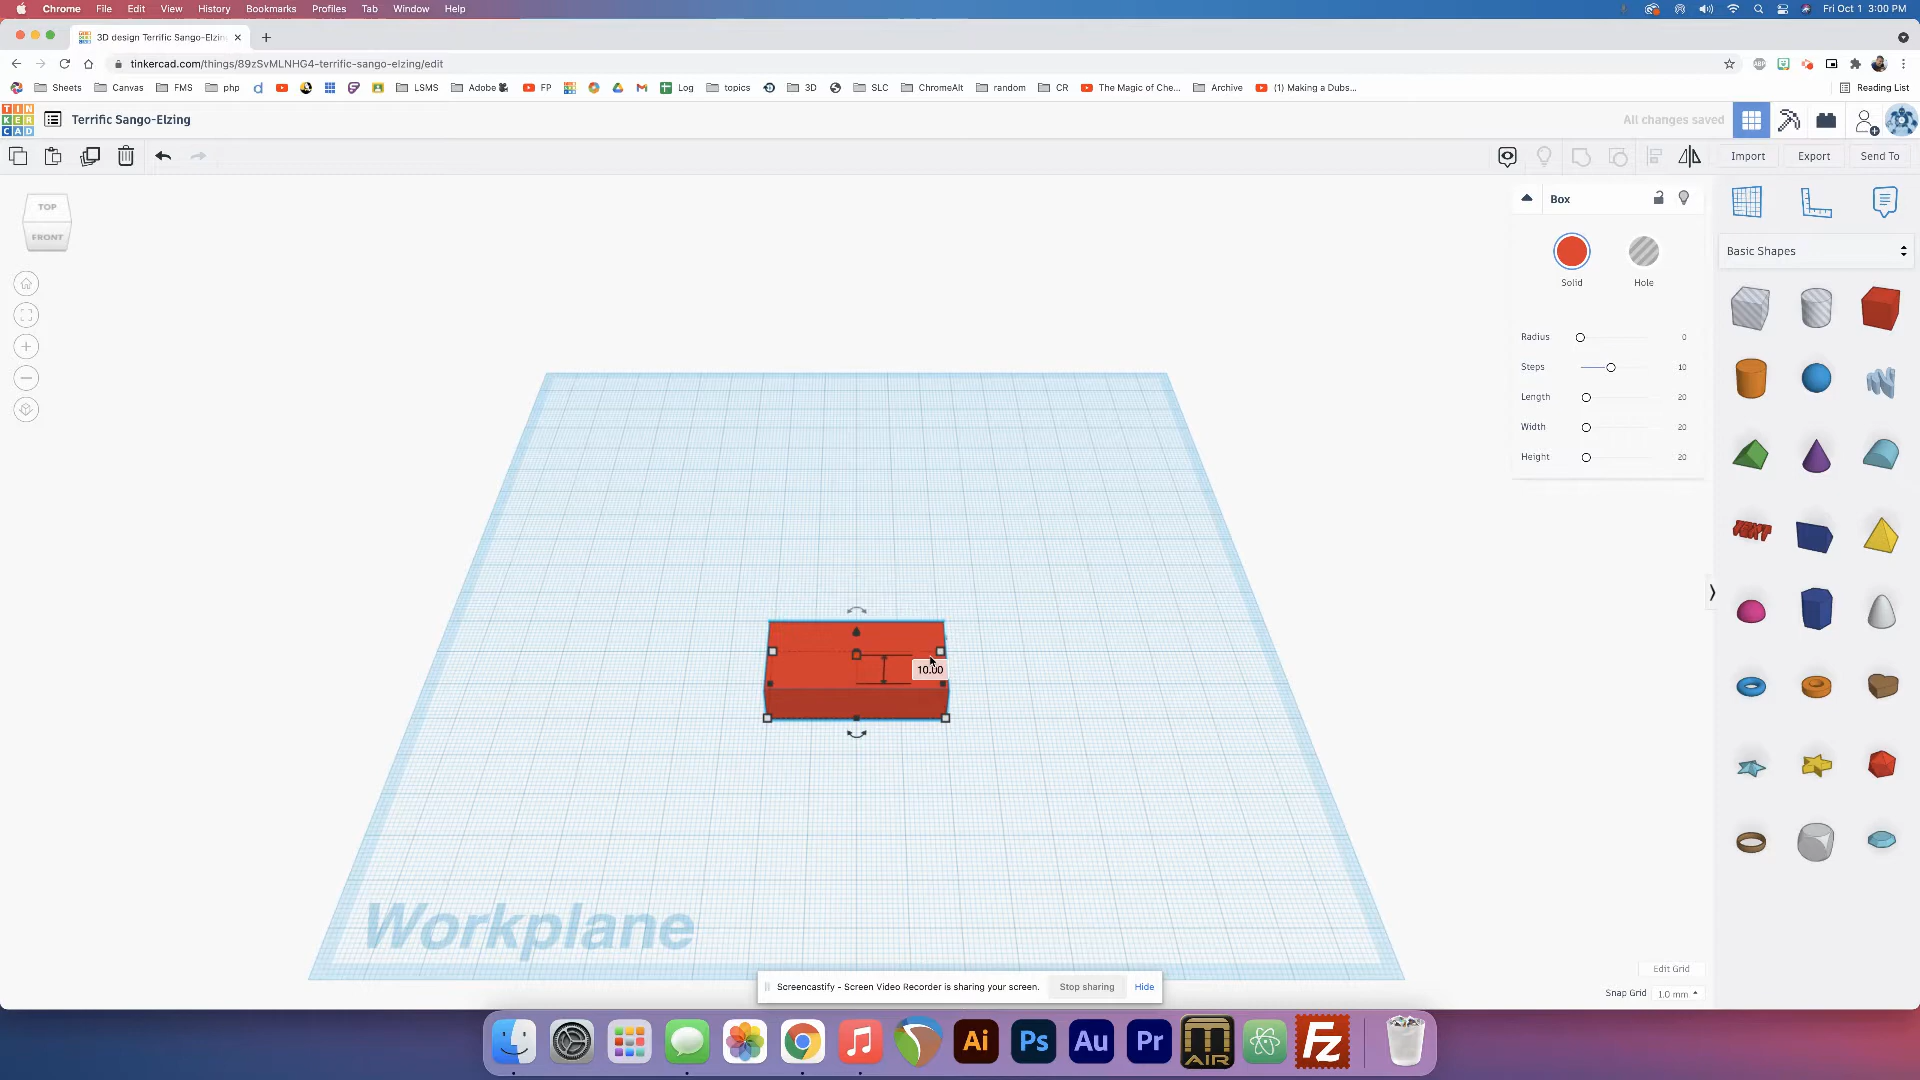 Chrome File Edit View History Bookmarks Profiles Tab Window Help Fri Oct 1 3:00 PM
3D design Terrific Sango-Elzin
tinkercad.com/things/89zSvMLNHG4-terrific-sango-elzing/edit
Sheets Canvas FMS php LSMS Adobe FP Log topics 3D SLC ChromeAlt random CR The Magic of Che... Archive (1) Making a Dubs... Reading List
TIN
KER
CAD
Terrific Sango-Elzing
All changes saved
Import Export Send To
TOP
FRONT
Box
Solid Hole
Radius 0
Steps 10
Length 20
Width 20
Height 20
Basic Shapes
TEXT
10.00
Workplane
Edit Grid
Snap Grid 1.0 mm
Screencastify - Screen Video Recorder is sharing your screen. Stop sharing Hide
Ai Ps Au Pr M AIR Fz